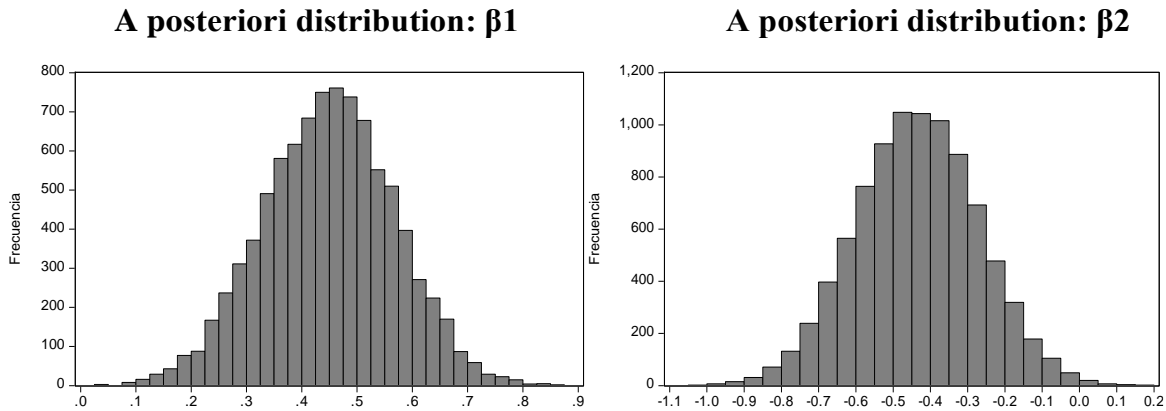 A posteriori distribution: β1
A posteriori distribution: β2
800
700
600
500
400
300
200
100
0
Frecuencia
.0 .1 .2 .3 .4 .5 .6 .7 .8 .9
1,200
1,000
800
600
400
200
0
Frecuencia
-1.1 -1.0 -0.9 -0.8 -0.7 -0.6 -0.5 -0.4 -0.3 -0.2 -0.1 0.0 0.1 0.2